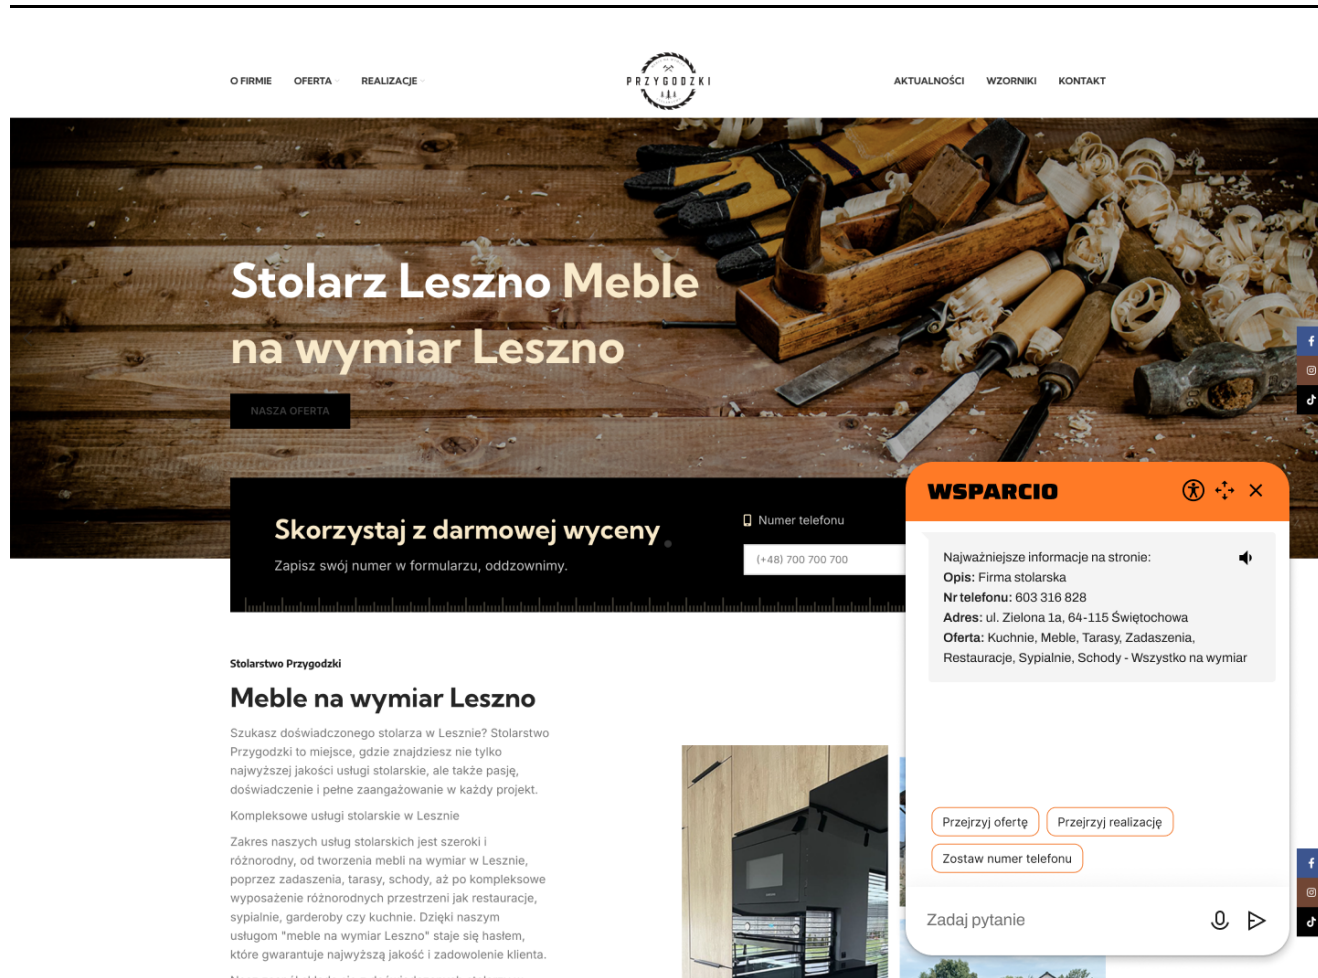 O FIRMIE
OFERTA
REALIZACJE
PRZYGODZKI
AKTUALNOŚCI
WZORNIKI
KONTAKT
Stolarz Leszno Meble
na wymiar Leszno
NASZA OFERTA
Skorzystaj z darmowej wyceny
Zapisz swój numer w formularzu, oddzownimy.
Numer telefonu
(+48) 700 700 700
Stolarstwo Przygodzki
Meble na wymiar Leszno
Szukasz doświadczonego stolarza w Lesznie? Stolarstwo
Przygodzki to miejsce, gdzie znajdziesz nie tylko
najwyższej jakości usługi stolarskie, ale także pasję,
doświadczenie i pełne zaangażowanie w każdy projekt.
Kompleksowe usługi stolarskie w Lesznie
Zakres naszych usług stolarskich jest szeroki i
różnorodny, od tworzenia mebli na wymiar w Lesznie,
poprzez zadaszenia, tarasy, schody, aż po kompleksowe
wyposażenie różnorodnych przestrzeni jak restauracje,
sypialnie, garderoby czy kuchnie. Dzięki naszym
usługom "meble na wymiar Leszno" staje się hasłem,
które gwarantuje najwyższą jakość i zadowolenie klienta.
WSPARCIO
Najważniejsze informacje na stronie:
Opis: Firma stolarska
Nr telefonu: 603 316 828
Adres: ul. Zielona 1a, 64-115 Świętochowa
Oferta: Kuchnie, Meble, Tarasy, Zadaszenia,
Restauracje, Sypialnie, Schody - Wszystko na wymiar
Przejrzyj ofertę
Przejrzyj realizację
Zostaw numer telefonu
Zadaj pytanie